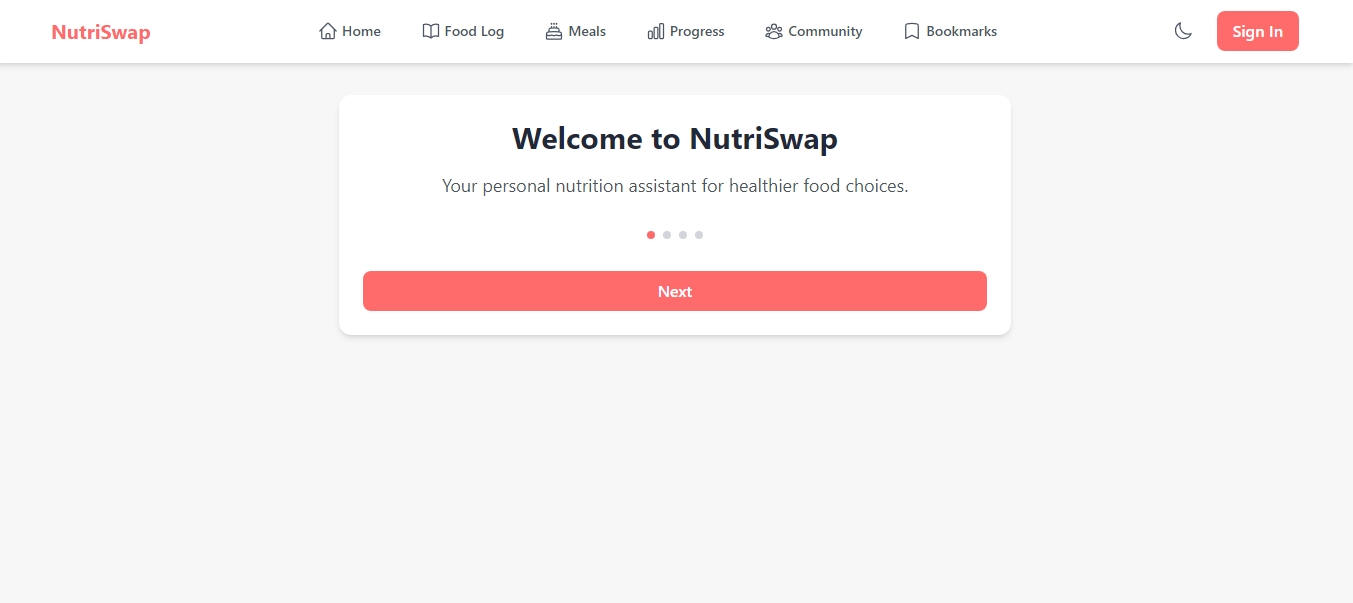 NutriSwap
Home
Food Log
Meals
Progress
Community
Bookmarks
Sign In
Welcome to NutriSwap
Your personal nutrition assistant for healthier food choices.
Next